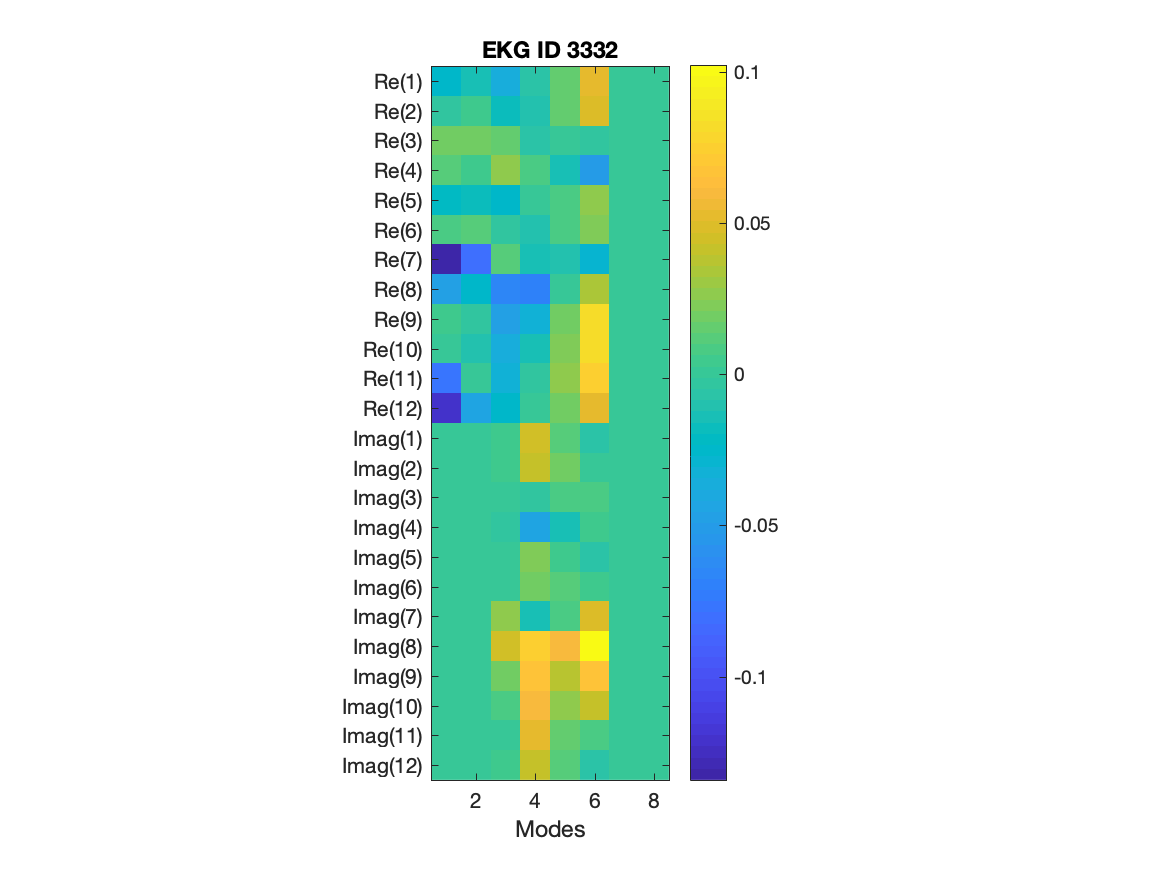 EKG ID 3332
Re(1)
Re(2)
Re(3)
Re(4)
Re(5)
Re(6)
Re(7)
Re(8)
Re(9)
Re(10)
Re(11)
Re(12)
Imag(1)
Imag(2)
Imag(3)
Imag(4)
Imag(5)
Imag(6)
Imag(7)
Imag(8)
Imag(9)
Imag(10)
Imag(11)
Imag(12)
2 4 6 8
Modes
0.1
0.05
0
-0.05
-0.1